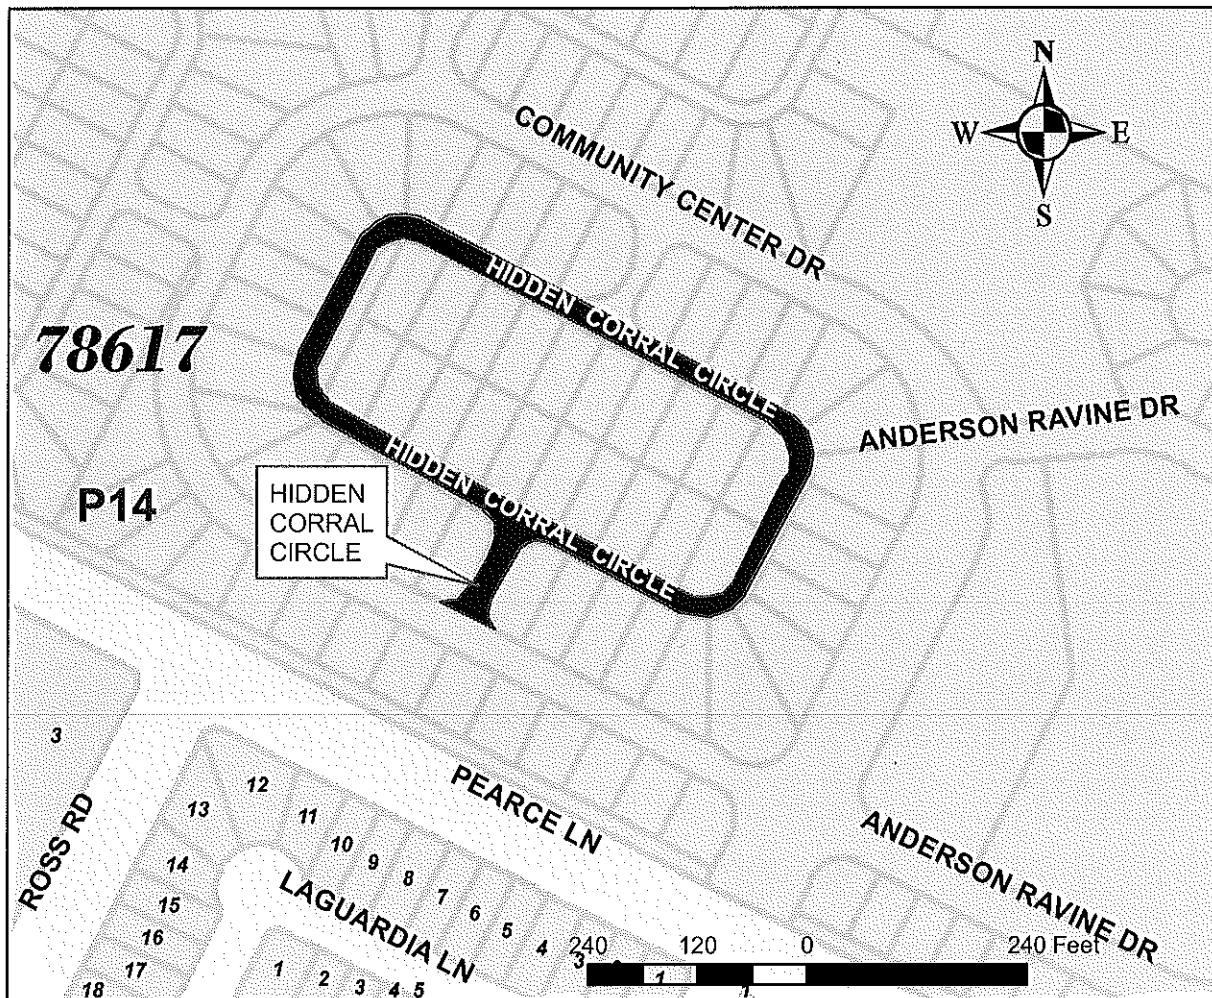 N
W
E
S
COMMUNITY CENTER DR
HIDDEN CORRAL CIRCLE
78617
ANDERSON RAVINE DR
HIDDEN CORRAL CIRCLE
P14
HIDDEN
CORRAL
CIRCLE
3
PEARCE LN
12
13
11
10
9
8
7
6
5
4
3
ROSS RD
14
15
16
17
18
LAGUARDIA LN
ANDERSON RAVINE DR
1
2
3
4
5
240 120 0 240 Feet
1
1